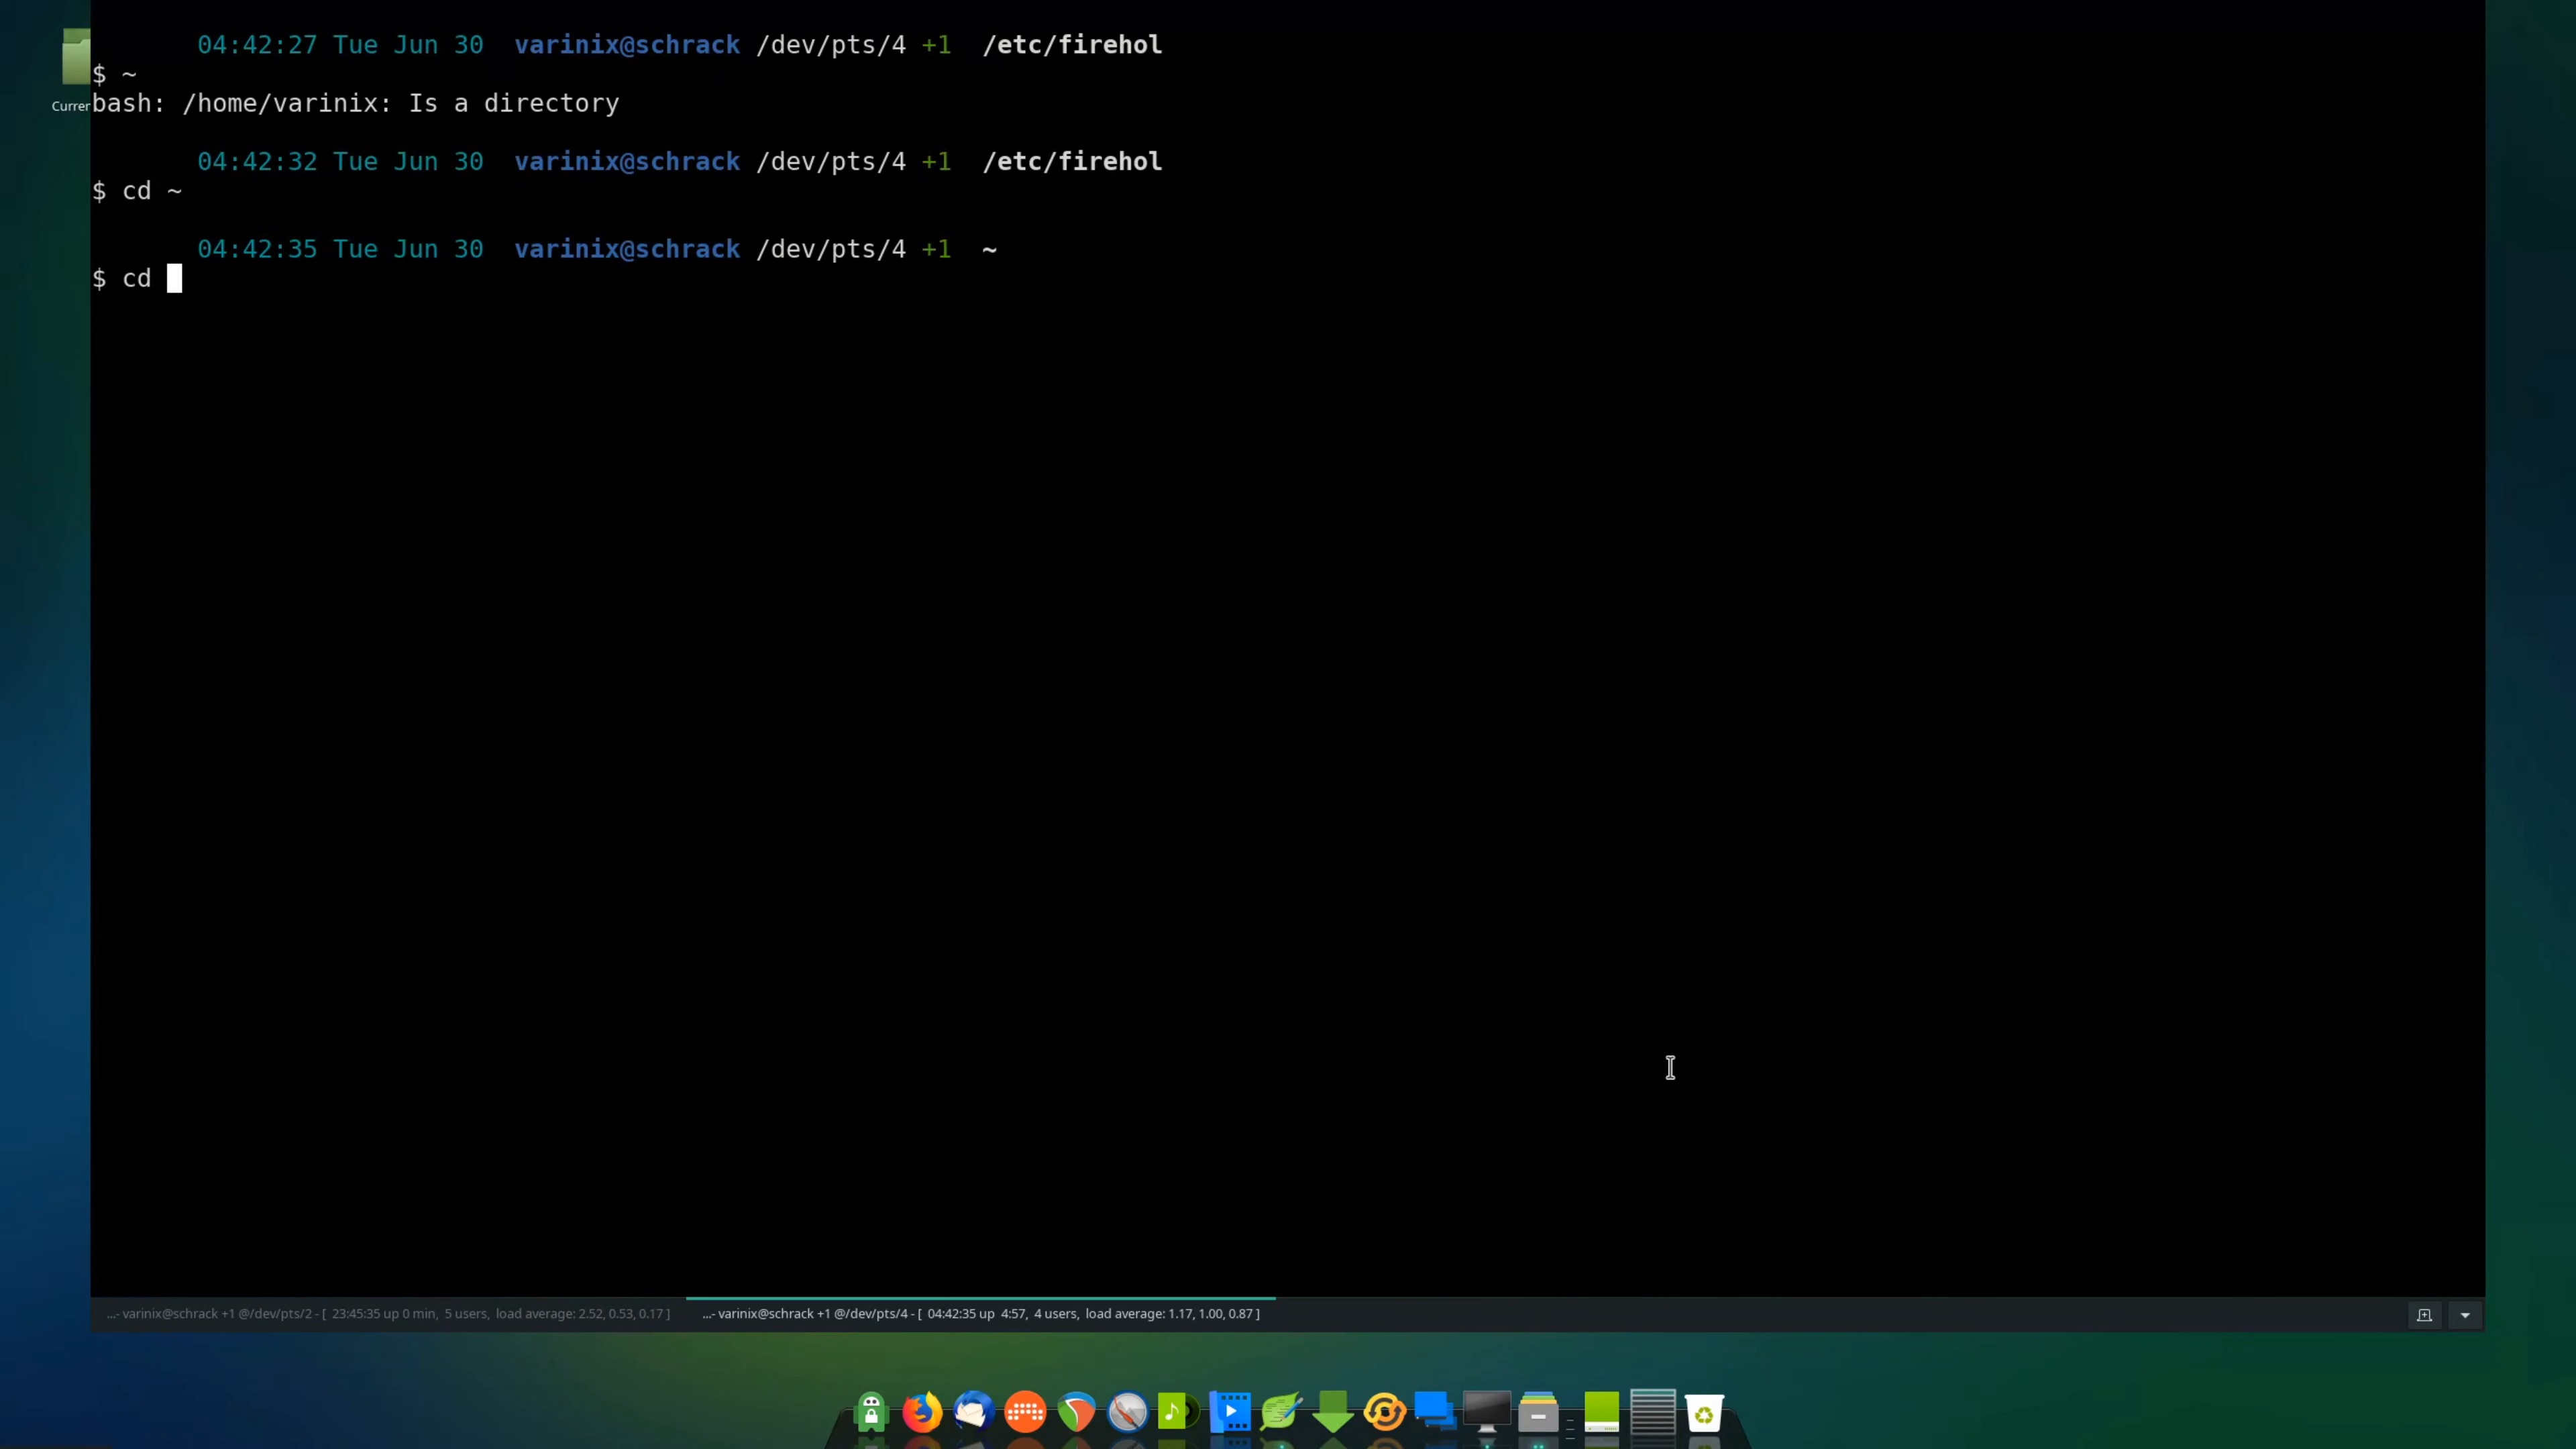 04:42:27 Tue Jun 30  varinix@schrack /dev/pts/4 +1  /etc/firehol
$ ~
Curren
bash: /home/varinix: Is a directory
04:42:32 Tue Jun 30  varinix@schrack /dev/pts/4 +1  /etc/firehol
$ cd ~
04:42:35 Tue Jun 30  varinix@schrack /dev/pts/4 +1  ~
$ cd
...- varinix@schrack +1 @/dev/pts/2 - [  23:45:35 up 0 min,  5 users,  load average: 2.52, 0.53, 0.17 ]
...- varinix@schrack +1 @/dev/pts/4 - [  04:42:35 up  4:57,  4 users,  load average: 1.17, 1.00, 0.87 ]